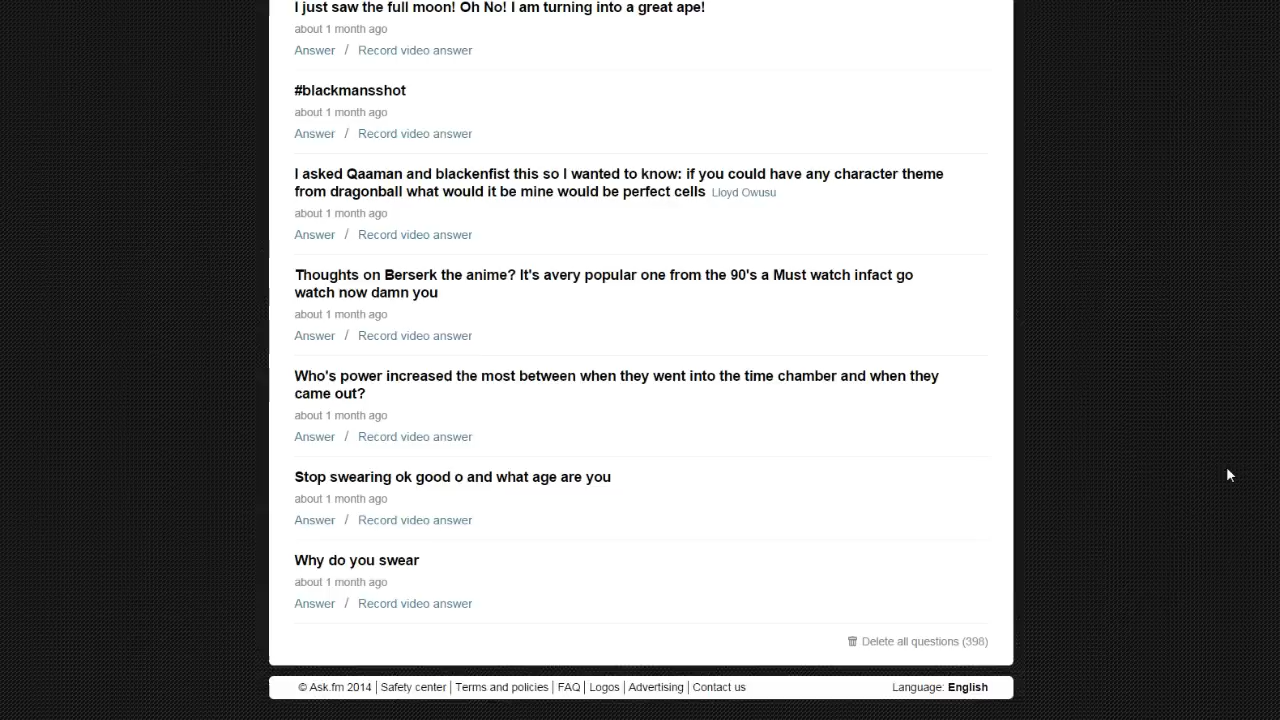 I just saw the full moon! Oh No! I am turning into a great ape!
about 1 month ago
Answer / Record video answer
#blackmansshot
about 1 month ago
Answer / Record video answer
I asked Qaaman and blackenfist this so I wanted to know: if you could have any character theme
from dragonball what would it be mine would be perfect cells Lloyd Owusu
about 1 month ago
Answer / Record video answer
Thoughts on Berserk the anime? It's avery popular one from the 90's a Must watch infact go
watch now damn you
about 1 month ago
Answer / Record video answer
Who's power increased the most between when they went into the time chamber and when they
came out?
about 1 month ago
Answer / Record video answer
Stop swearing ok good o and what age are you
about 1 month ago
Answer / Record video answer
Why do you swear
about 1 month ago
Answer / Record video answer
Delete all questions (398)
© Ask.fm 2014 | Safety center | Terms and policies | FAQ | Logos | Advertising | Contact us Language: English